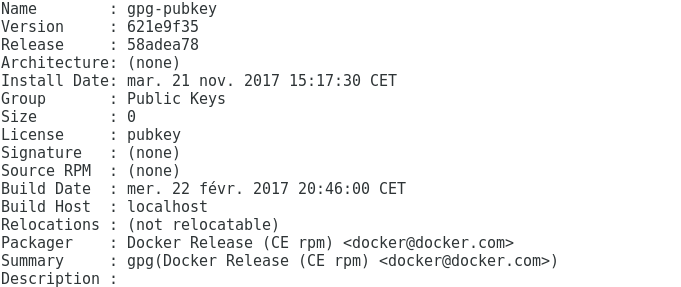 Name        : gpg-pubkey
Version     : 621e9f35
Release     : 58adea78
Architecture: (none)
Install Date: mar. 21 nov. 2017 15:17:30 CET
Group       : Public Keys
Size        : 0
License     : pubkey
Signature   : (none)
Source RPM  : (none)
Build Date  : mer. 22 févr. 2017 20:46:00 CET
Build Host  : localhost
Relocations : (not relocatable)
Packager    : Docker Release (CE rpm) <docker@docker.com>
Summary     : gpg(Docker Release (CE rpm) <docker@docker.com>)
Description :